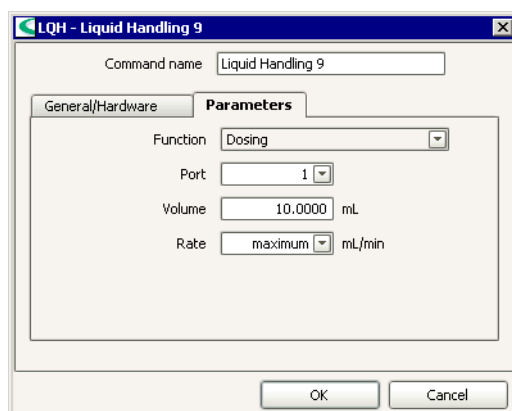 LQH - Liquid Handling 9
Command name Liquid Handling 9
General/Hardware Parameters
Function Dosing
Port 1
Volume 10.0000 mL
Rate maximum mL/min
OK Cancel